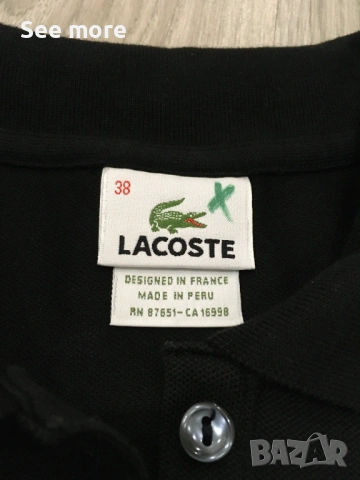 See more
38
LACOSTE
DESIGNED IN FRANCE
MADE IN PERU
RN 87651-CA 16998
BAZAR